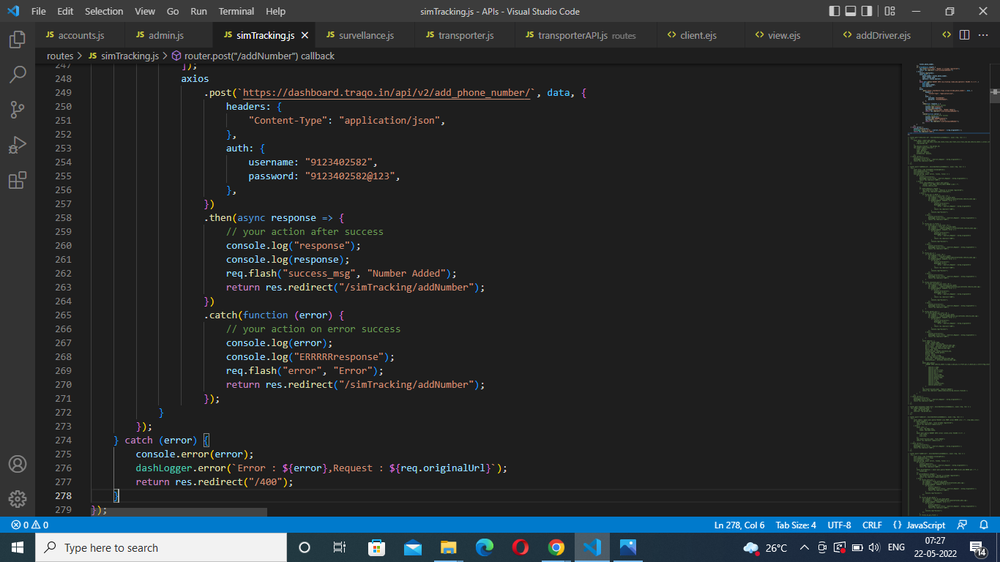 File Edit Selection View Go Run Terminal Help simTracking.js - APIs - Visual Studio Code
JS accounts.js JS admin.js JS simTracking.js JS survellance.js JS transporter.js JS transporterAPI.js routes <> client.ejs <> view.ejs <> addDriver.ejs <> ...
routes > JS simTracking.js > router.post("/addNumber") callback
247 ]);
248 axios
249 .post(`https://dashboard.traqo.in/api/v2/add_phone_number/`, data, {
250 headers: {
251 "Content-Type": "application/json",
252 },
253 auth: {
254 username: "9123402582",
255 password: "9123402582@123",
256 },
257 })
258 .then(async response => {
259 // your action after success
260 console.log("response");
261 console.log(response);
262 req.flash("success_msg", "Number Added");
263 return res.redirect("/simTracking/addNumber");
264 })
265 .catch(function (error) {
266 // your action on error success
267 console.log(error);
268 console.log("ERRRRRresponse");
269 req.flash("error", "Error");
270 return res.redirect("/simTracking/addNumber");
271 });
272 }
273 });
274 } catch (error) {
275 console.error(error);
276 dashLogger.error(`Error : ${error},Request : ${req.originalUrl}`);
277 return res.redirect("/400");
278 }
279 });
0 0 Ln 278, Col 6 Tab Size: 4 UTF-8 CRLF {} JavaScript
Type here to search 26°C ENG 07:27
22-05-2022 14